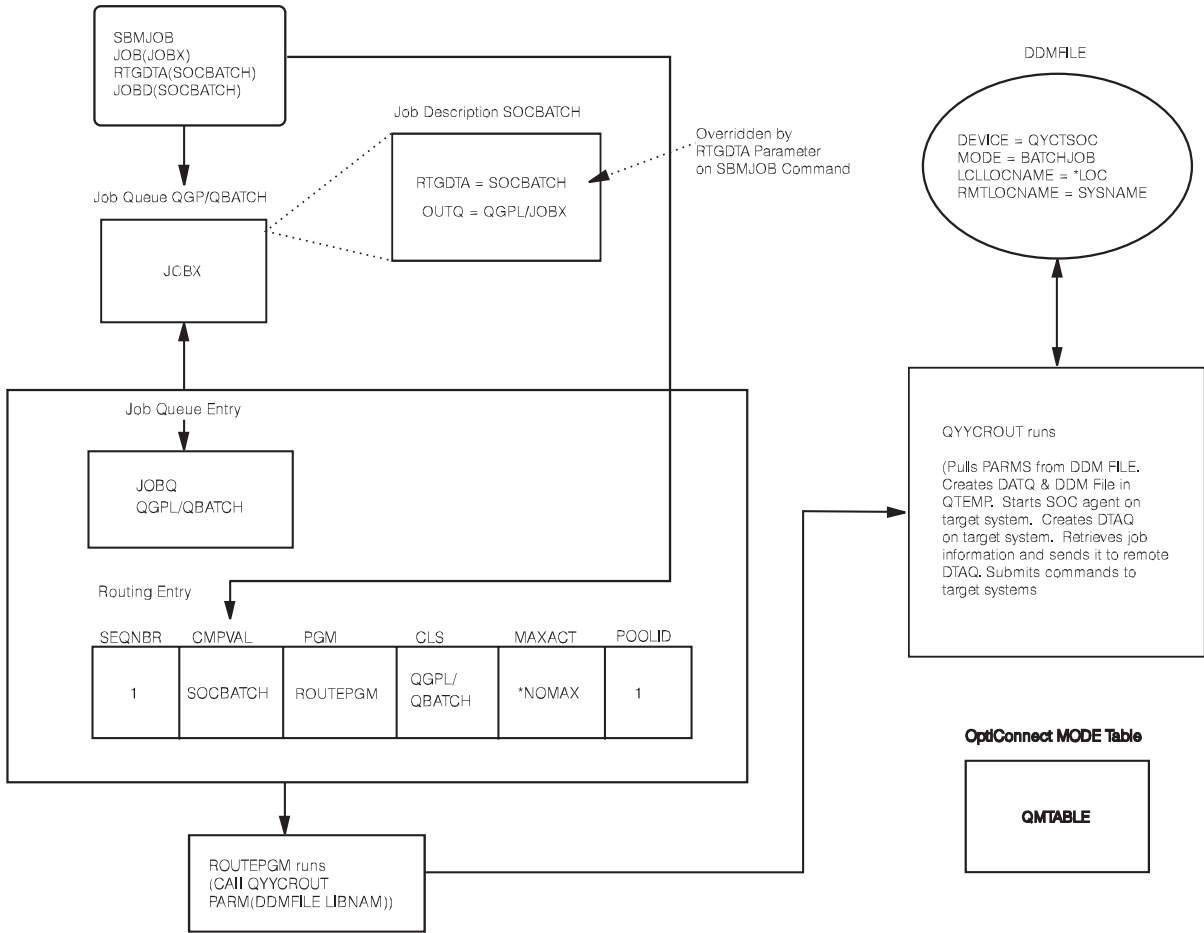 SBMJOB
JOB(JOBX)
RTGDTA(SOCBATCH)
JOBD(SOCBATCH)
Job Description SOCBATCH
RTGDTA = SOCBATCH
OUTQ = QGPL/JOBX
Overridden by
RTGDTA Parameter
on SBMJOB Command
Job Queue QGP/QBATCH
JOBX
DDMFILE
DEVICE = QYCTSOC
MODE = BATCHJOB
LCLLOCNAME = *LOC
RMTLOCNAME = SYSNAME
Job Queue Entry
JOBQ
QGPL/QBATCH
Routing Entry
SEQNBR CMPVAL PGM CLS MAXACT POOLID
1 SOCBATCH ROUTEPGM QGPL/ *NOMAX 1
QBATCH
ROUTEPGM runs
(CAll QYYCROUT
PARM(DDMFILE LIBNAM))
QYYCROUT runs
(Pulls PARMS from DDM FILE.
Creates DATQ & DDM File in
QTEMP. Starts SOC agent on
target system. Creates DTAQ
on target system. Retrieves job
information and sends it to remote
DTAQ. Submits commands to
target systems
OptiConnect MODE Table
QMTABLE